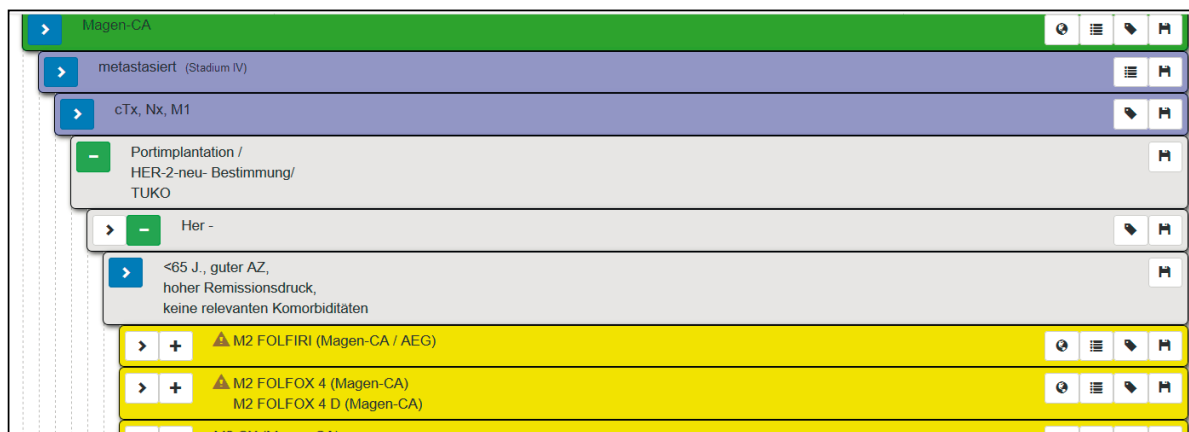 Magen-CA
metastasiert (Stadium IV)
cTx, Nx, M1
Portimplantation /
HER-2-neu- Bestimmung/
TUKO
Her -
<65 J., guter AZ,
hoher Remissionsdruck,
keine relevanten Komorbiditäten
M2 FOLFIRI (Magen-CA / AEG)
M2 FOLFOX 4 (Magen-CA)
M2 FOLFOX 4 D (Magen-CA)